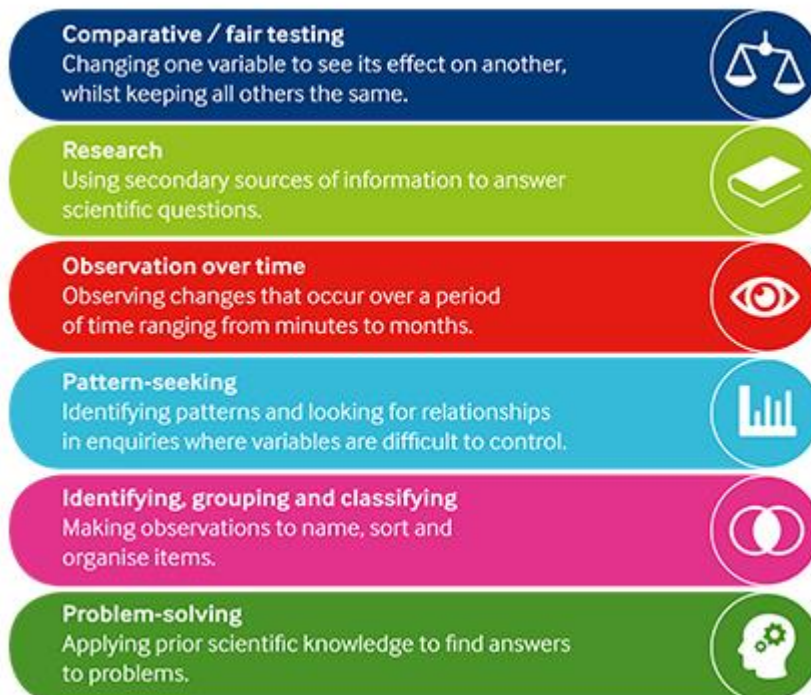 Comparative / fair testing
Changing one variable to see its effect on another,
whilst keeping all others the same.
Research
Using secondary sources of information to answer
scientific questions.
Observation over time
Observing changes that occur over a period
of time ranging from minutes to months.
Pattern-seeking
Identifying patterns and looking for relationships
in enquiries where variables are difficult to control.
Identifying, grouping and classifying
Making observations to name, sort and
organise items.
Problem-solving
Applying prior scientific knowledge to find answers
to problems.